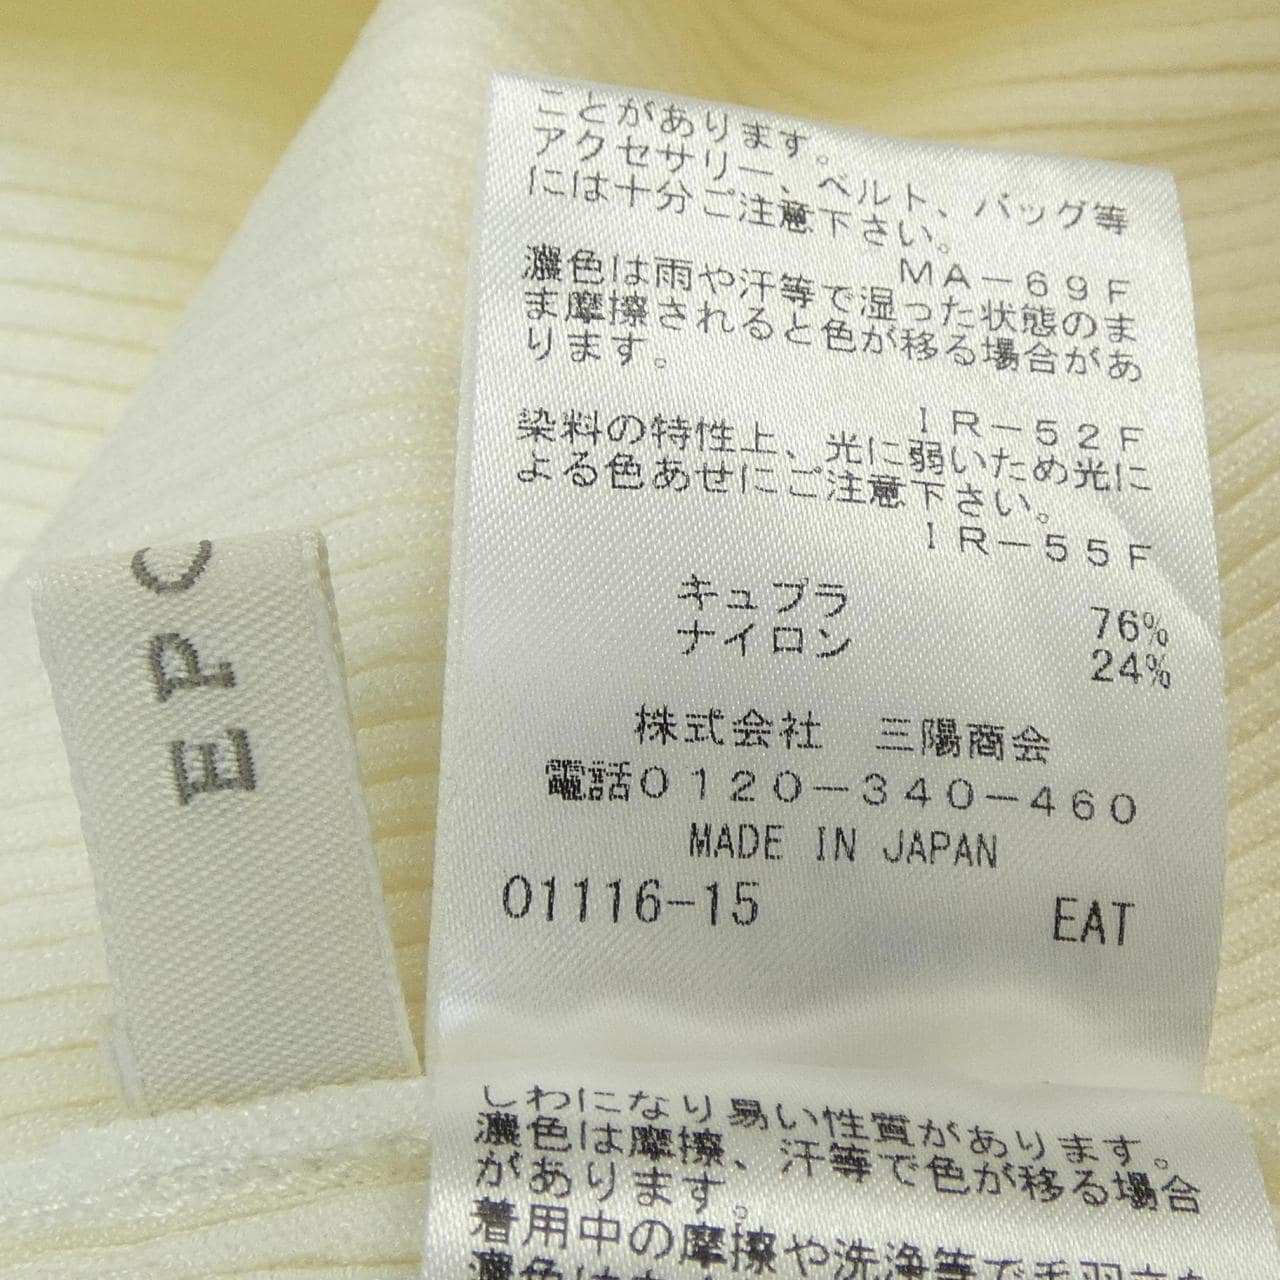 ことがあります。
アクセサリー、ベルト、バッグ等
には十分ご注意下さい。
MA-69F
濃色は雨や汗等で湿った状態のま
ま摩擦されると色が移る場合があ
ります。
IR-52F
染料の特性上、光に弱いため光に
よる色あせにご注意下さい。
IR-55F
キュプラ 76%
ナイロン 24%
株式会社 三陽商会
電話0120-340-460
MADE IN JAPAN
01116-15 EAT
しわになり易い性質があります。
濃色は摩擦、汗等で色が移る場合
があります。
着用中の摩擦や洗浄等で毛羽立
EPO